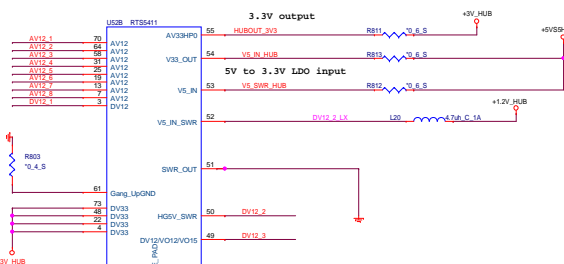 3.3V output
U52B RTS5411
+3V_HUB
AV12_1 70 AV12
AV12_2 64 AV12
AV12_3 58 AV12
AV12_4 31 AV12
AV12_5 25 AV12
AV12_6 19 AV12
AV12_7 13 AV12
AV12_8 7 AV12
DV12_1 3 DV12
AV33HP0 55 HUBOUT_3V3 R811 *0_6_S
V33_OUT 54 V5_IN_HUB R813 *0_6_S
5V to 3.3V LDO input
V5_IN 53 V5_SWR_HUB R812 *0_6_S
+1.2V_HUB
V5_IN_SWR 52 DV12_2_LX L20 4.7uh_C_1A
R803
*0_4_S
SWR_OUT 51
61 Gang_UpGND
73 DV33
48 DV33
22 DV33
4 DV33
HG5V_SWR 50 DV12_2
DV12/VO12/VO15 49 DV12_3